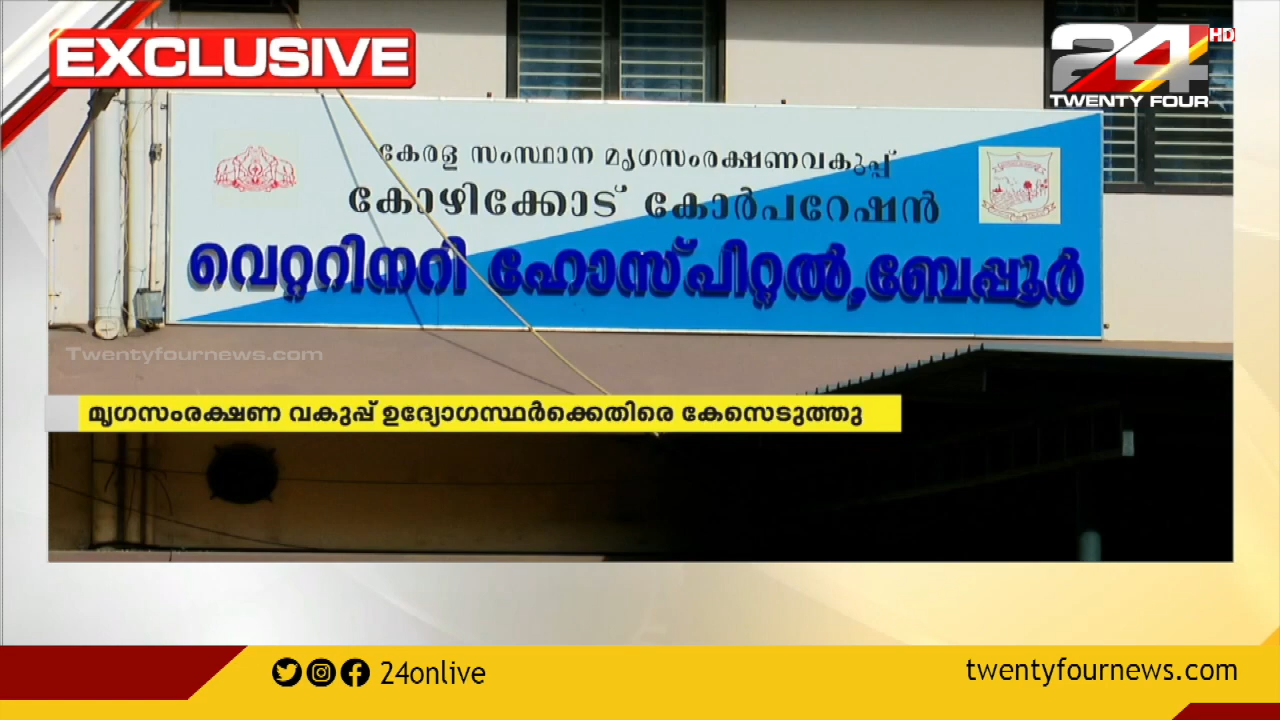 EXCLUSIVE
24 HD
TWENTY FOUR
കേരള സംസ്ഥാന മൃഗസംരക്ഷണവകുപ്പ്
കോഴിക്കോട് കോർപറേഷൻ
വെറ്ററിനറി ഹോസ്പിറ്റൽ,ബേപ്പൂർ
Twentyfournews.com
മൃഗസംരക്ഷണ വകുപ്പ് ഉദ്യോഗസ്ഥർക്കെതിരെ കേസെടുത്തു
24onlive
twentyfournews.com